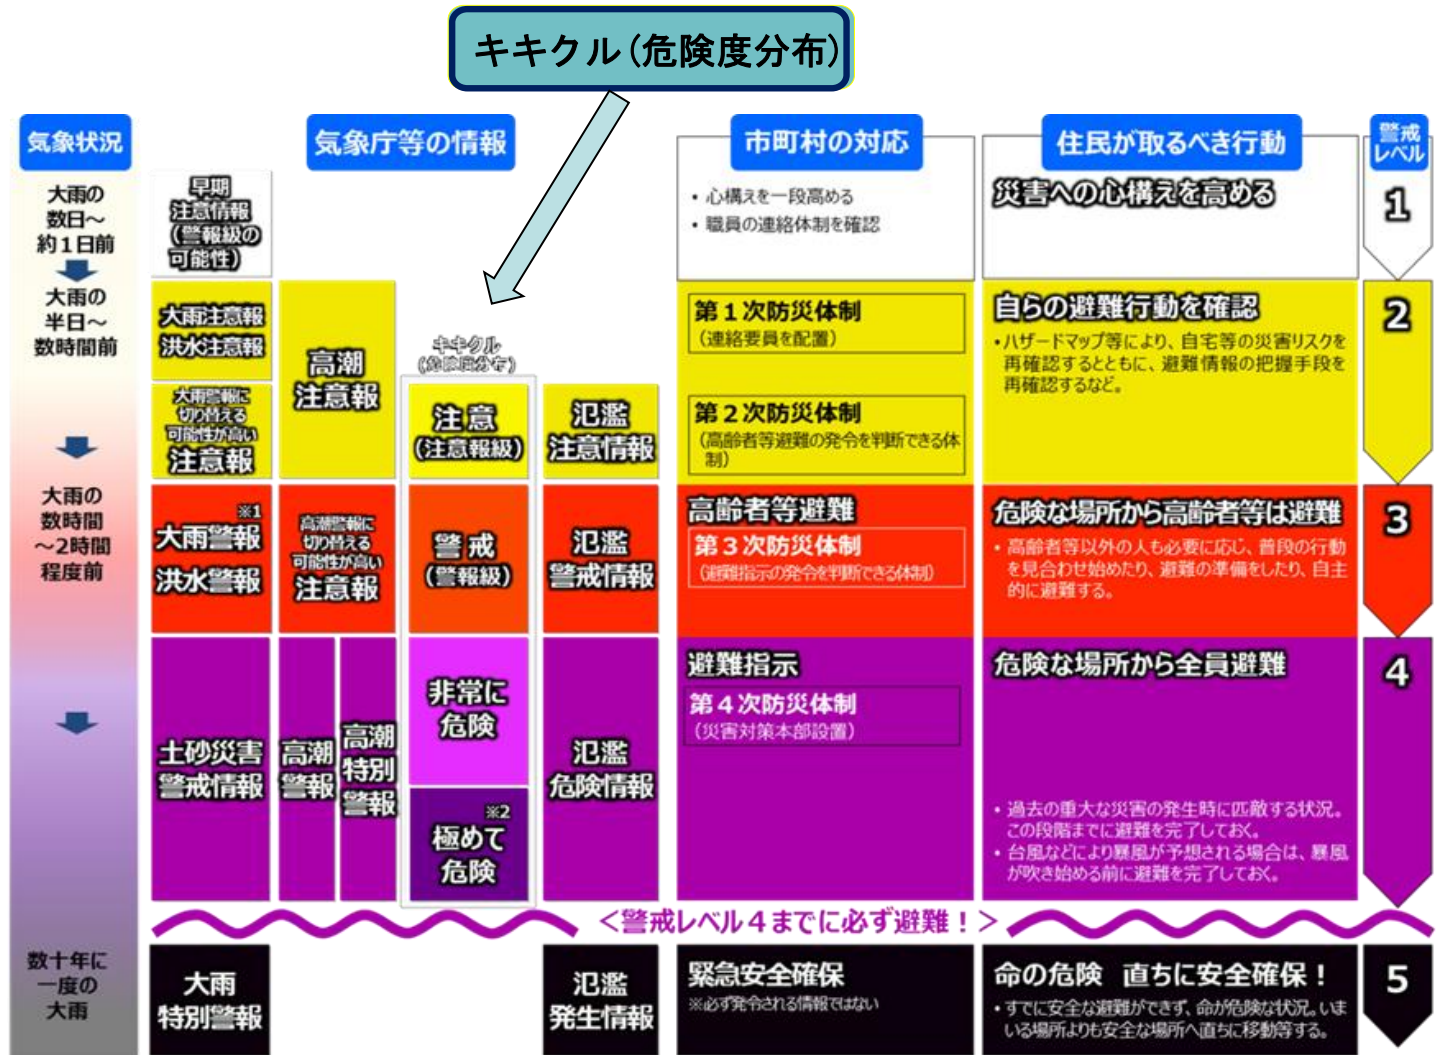 キキクル(危険度分布)
気象状況
気象庁等の情報
市町村の対応
住民が取るべき行動
警戒
レベル
大雨の
数日～
約１日前
早期
注意情報
(警報級の
可能性)
・心構えを一段高める
・職員の連絡体制を確認
災害への心構えを高める
1
大雨の
半日～
数時間前
大雨注意報
洪水注意報
大雨警報に
切り替える
可能性が高い
注意報
高潮
注意報
キキクル
(危険度分布)
注意
(注意報級)
氾濫
注意情報
第１次防災体制
(連絡要員を配置)
第２次防災体制
(高齢者等避難の発令を判断できる体
制)
自らの避難行動を確認
・ハザードマップ等により、自宅等の災害リスクを
再確認するとともに、避難情報の把握手段を
再確認するなど。
2
大雨の
数時間
～2時間
程度前
※1
大雨警報
洪水警報
高潮警報に
切り替える
可能性が高い
注意報
警戒
(警報級)
氾濫
警戒情報
高齢者等避難
第３次防災体制
(避難指示の発令を判断できる体制)
危険な場所から高齢者等は避難
・高齢者等以外の人も必要に応じ、普段の行動
を見合わせ始めたり、避難の準備をしたり、自主
的に避難する。
3
土砂災害
警戒情報
高潮
警報
高潮
特別
警報
非常に
危険
※2
極めて
危険
氾濫
危険情報
避難指示
第４次防災体制
(災害対策本部設置)
危険な場所から全員避難
・過去の重大な災害の発生時に匹敵する状況。
この段階までに避難を完了しておく。
・台風などにより暴風が予想される場合は、暴風
が吹き始める前に避難を完了しておく。
4
＜警戒レベル４までに必ず避難！＞
数十年に
一度の
大雨
大雨
特別警報
氾濫
発生情報
緊急安全確保
※必ず発令される情報ではない
命の危険 直ちに安全確保！
・すでに安全な避難ができず、命が危険な状況。いま
いる場所よりも安全な場所へ直ちに移動等する。
5